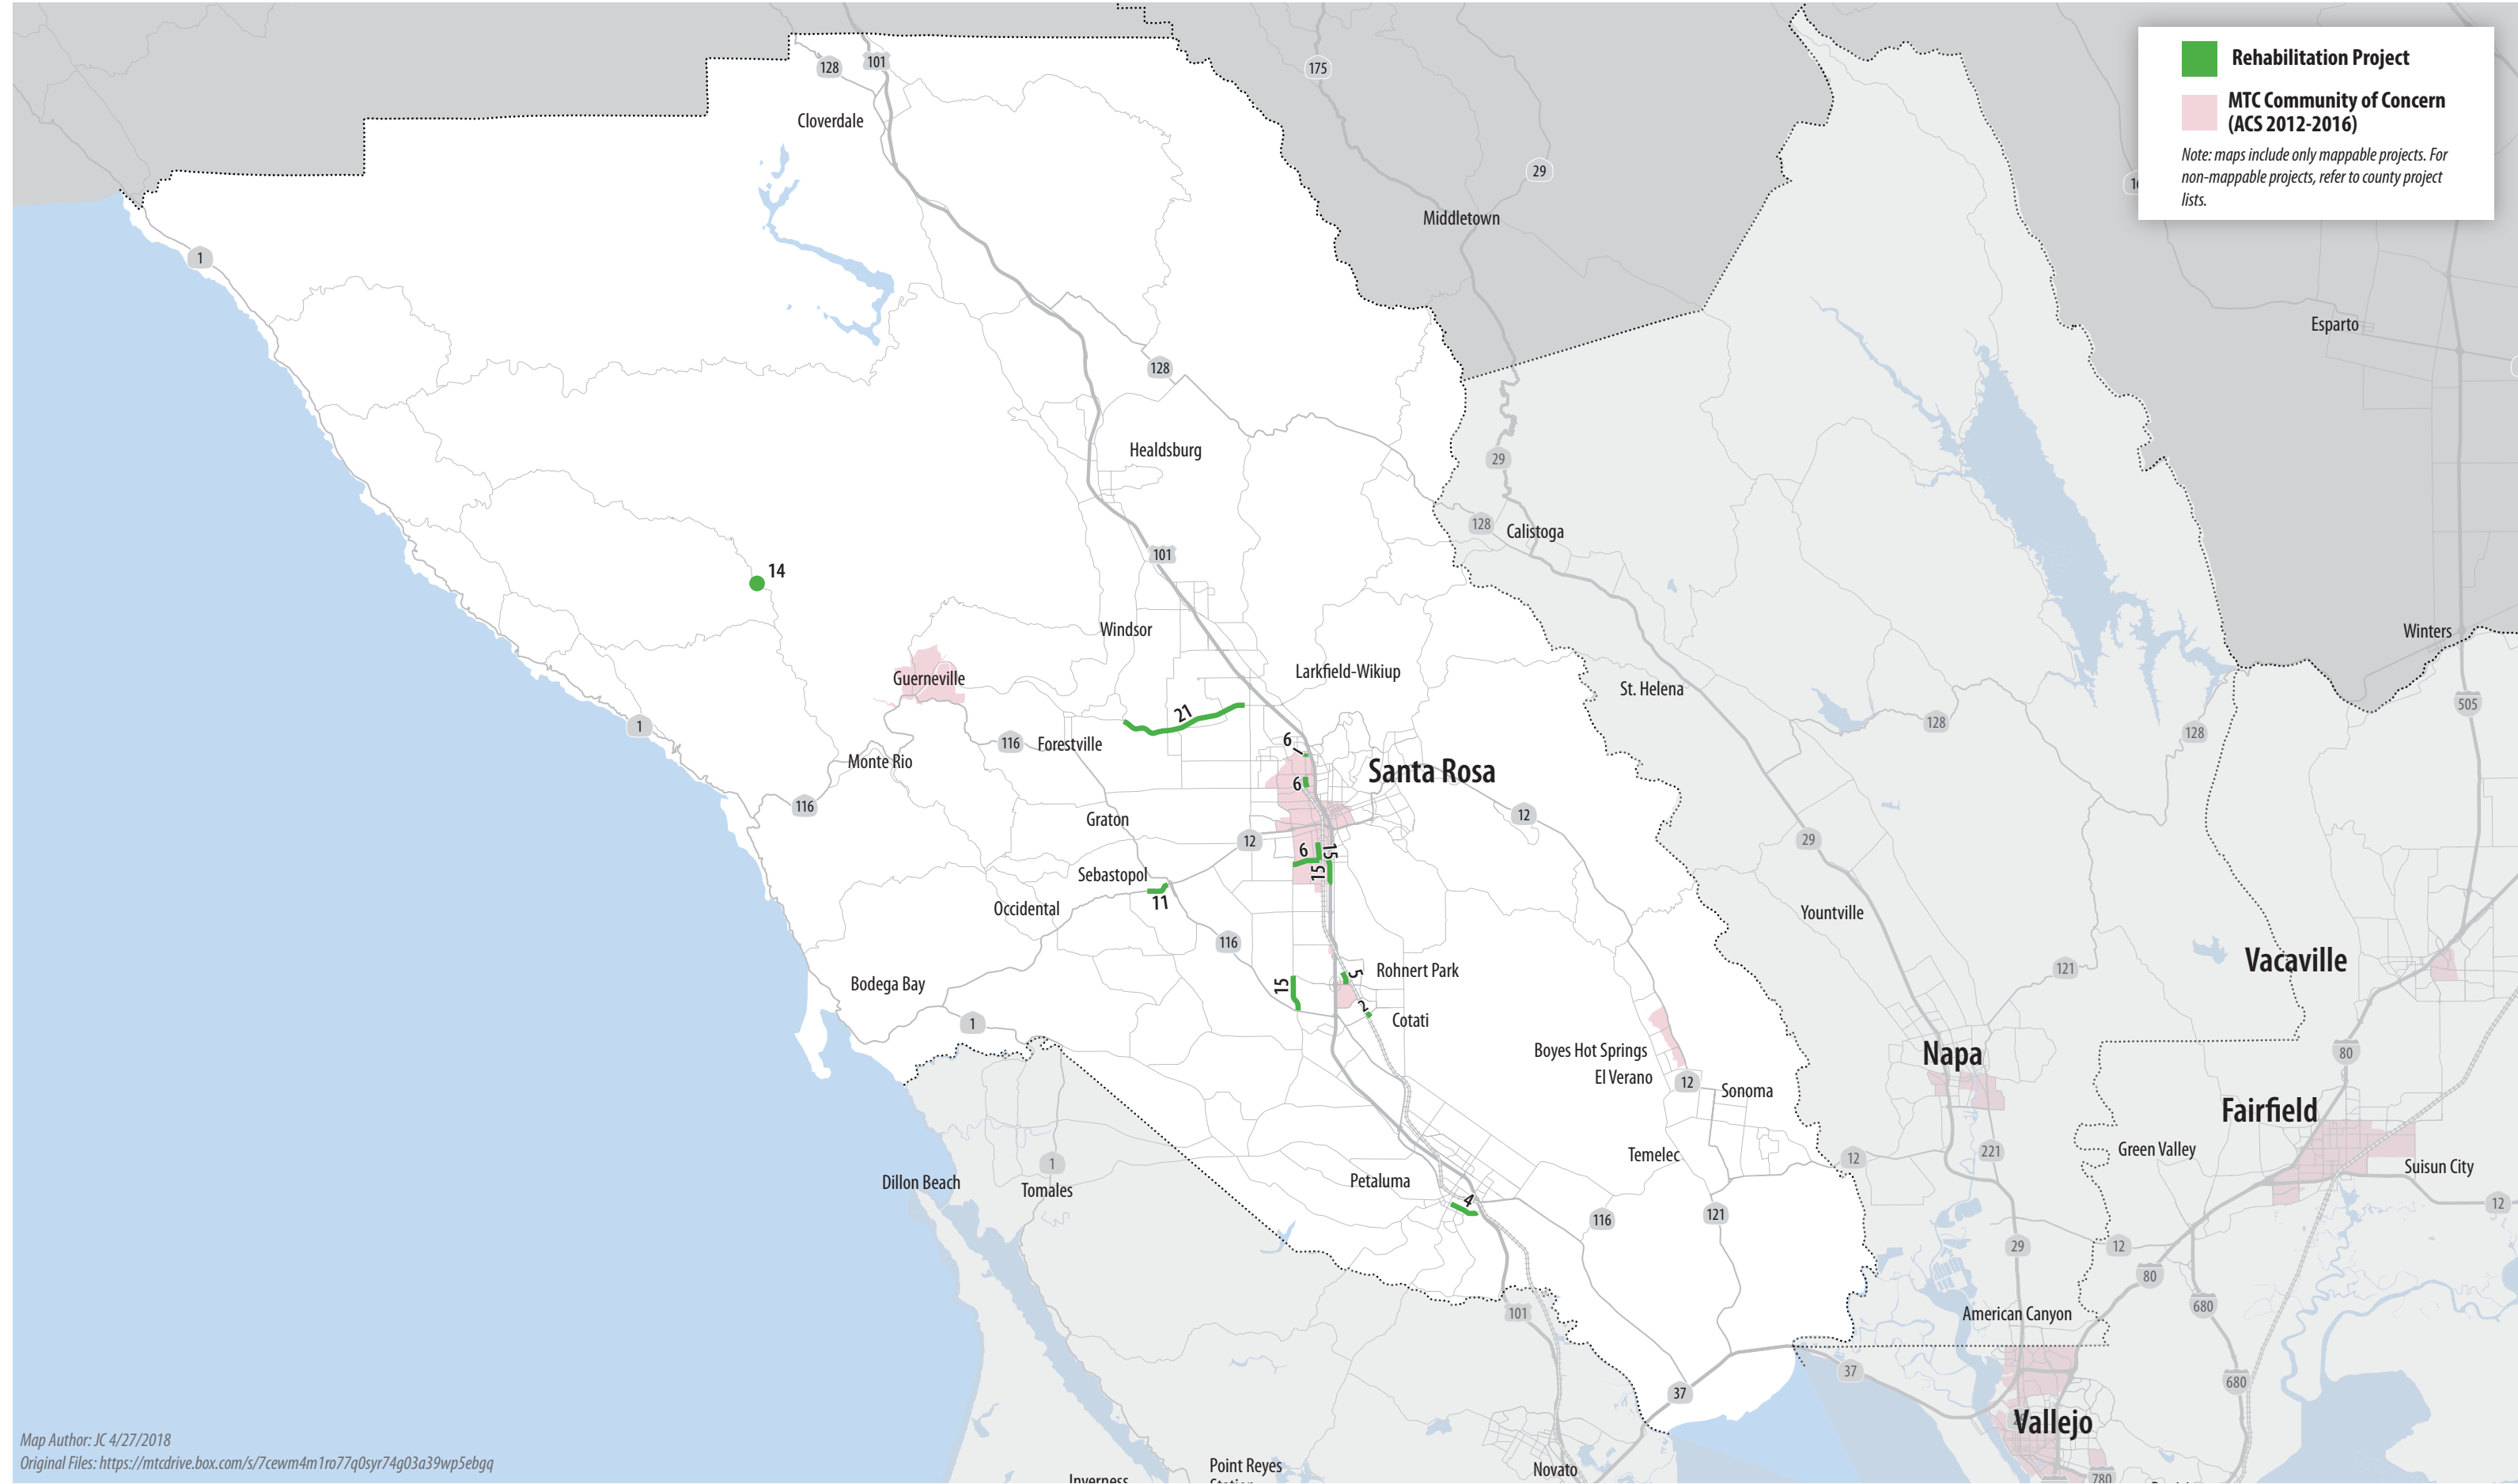 Rehabilitation Project
MTC Community of Concern
(ACS 2012-2016)
Note: maps include only mappable projects. For
non-mappable projects, refer to county project
lists.
128
101
175
Cloverdale
29
Middletown
1
Esparto
128
Healdsburg
29
128
Calistoga
101
14
Windsor
Winters
Larkfield-Wikiup
Guerneville
St. Helena
505
21
128
1
116
Forestville
6
128
Monte Rio
Santa Rosa
6
116
12
Graton
12
29
6
15
15
Sebastopol
11
Occidental
Yountville
116
Vacaville
Rohnert Park
5
121
Bodega Bay
15
2
Cotati
1
Boyes Hot Springs
Napa
80
El Verano
12
Sonoma
Fairfield
Temelec
12
221
Green Valley
1
Suisun City
Dillon Beach
Tomales
Petaluma
4
12
116
121
29
12
80
101
American Canyon
680
37
37
680
Vallejo
Map Author: JC 4/27/2018
Original Files: https://mtcdrive.box.com/s/7cewm4m1ro77q0syr74g03a39wp5ebgq
Point Reyes
Novato
Inverness
780